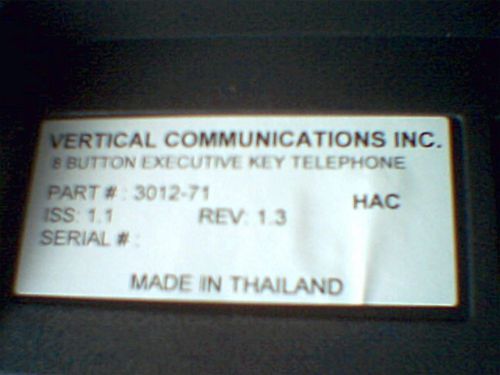 VERTICAL COMMUNICATIONS INC.
8 BUTTON EXECUTIVE KEY TELEPHONE
PART # : 3012-71
HAC
ISS: 1.1 REV: 1.3
SERIAL # :
MADE IN THAILAND